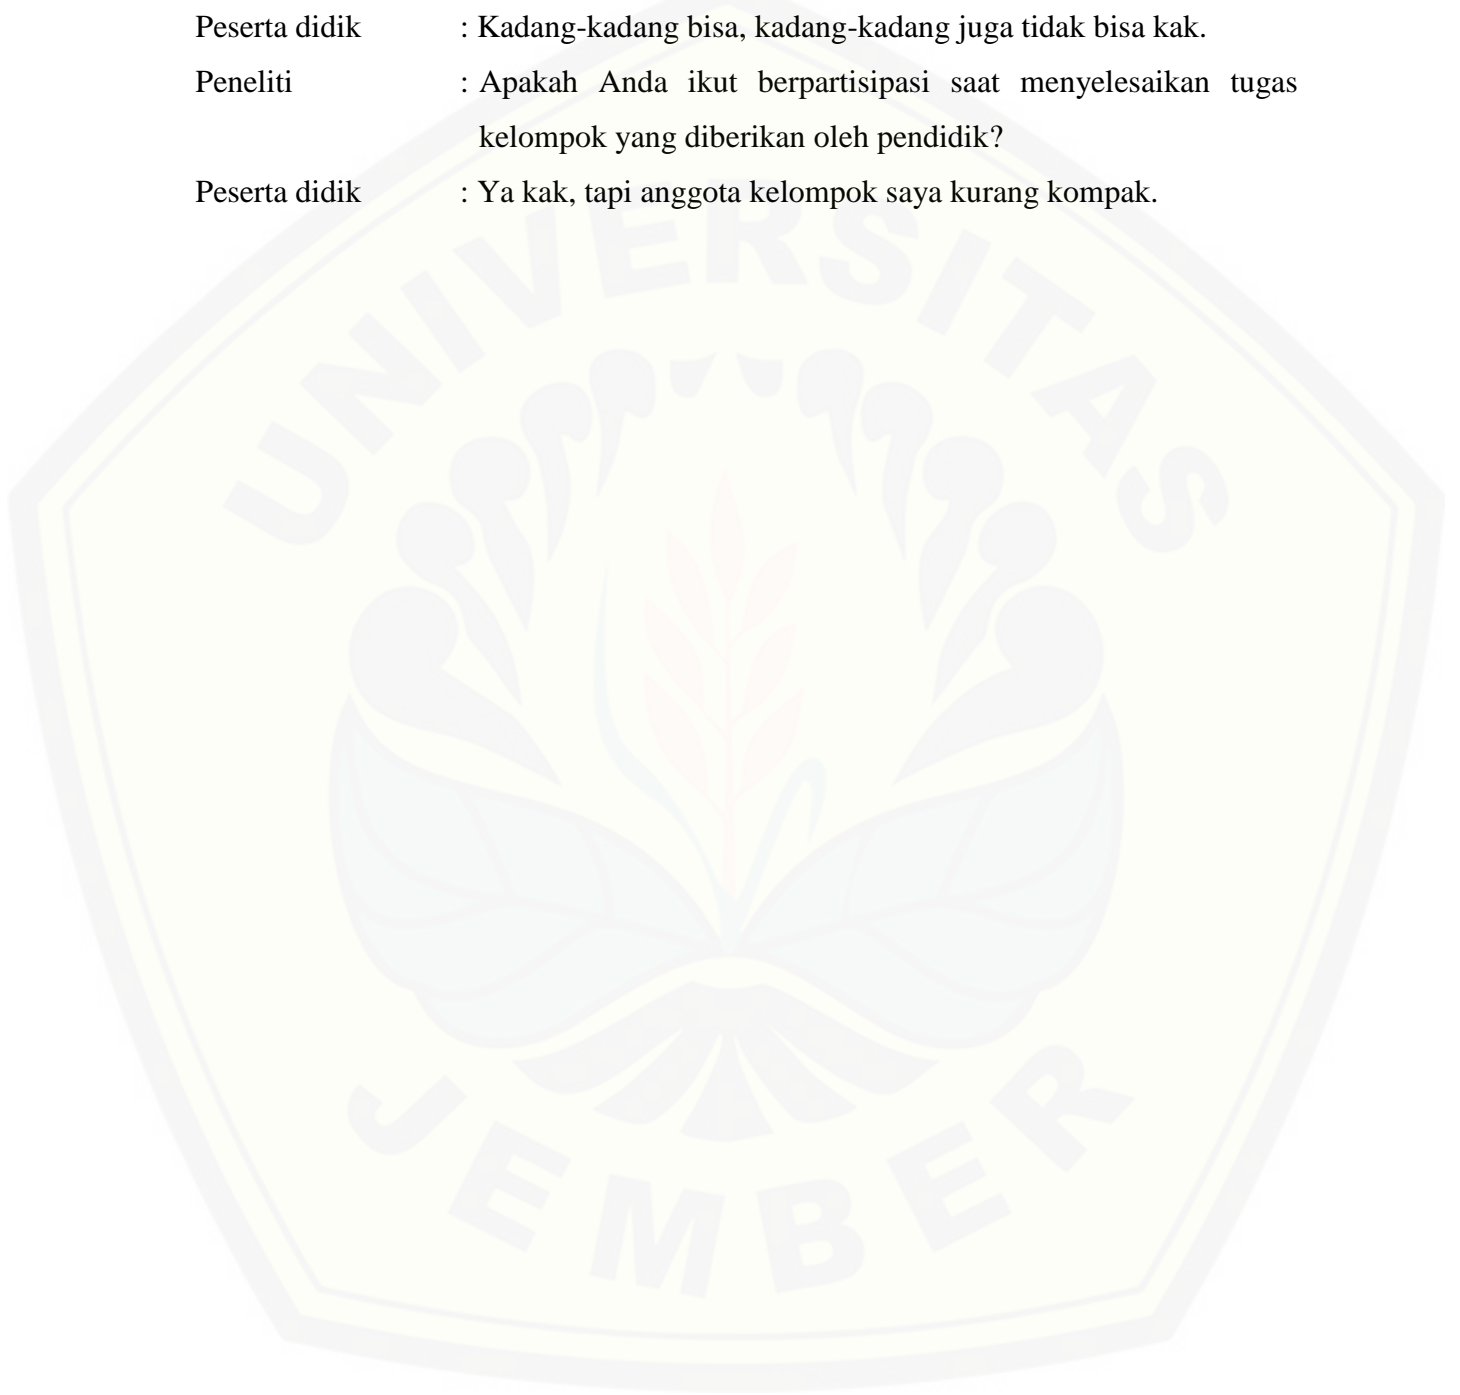 Peserta didik : Kadang-kadang bisa, kadang-kadang juga tidak bisa kak.
Peneliti : Apakah Anda ikut berpartisipasi saat menyelesaikan tugas
kelompok yang diberikan oleh pendidik?
Peserta didik : Ya kak, tapi anggota kelompok saya kurang kompak.
UNIVERSITAS
JEMBER